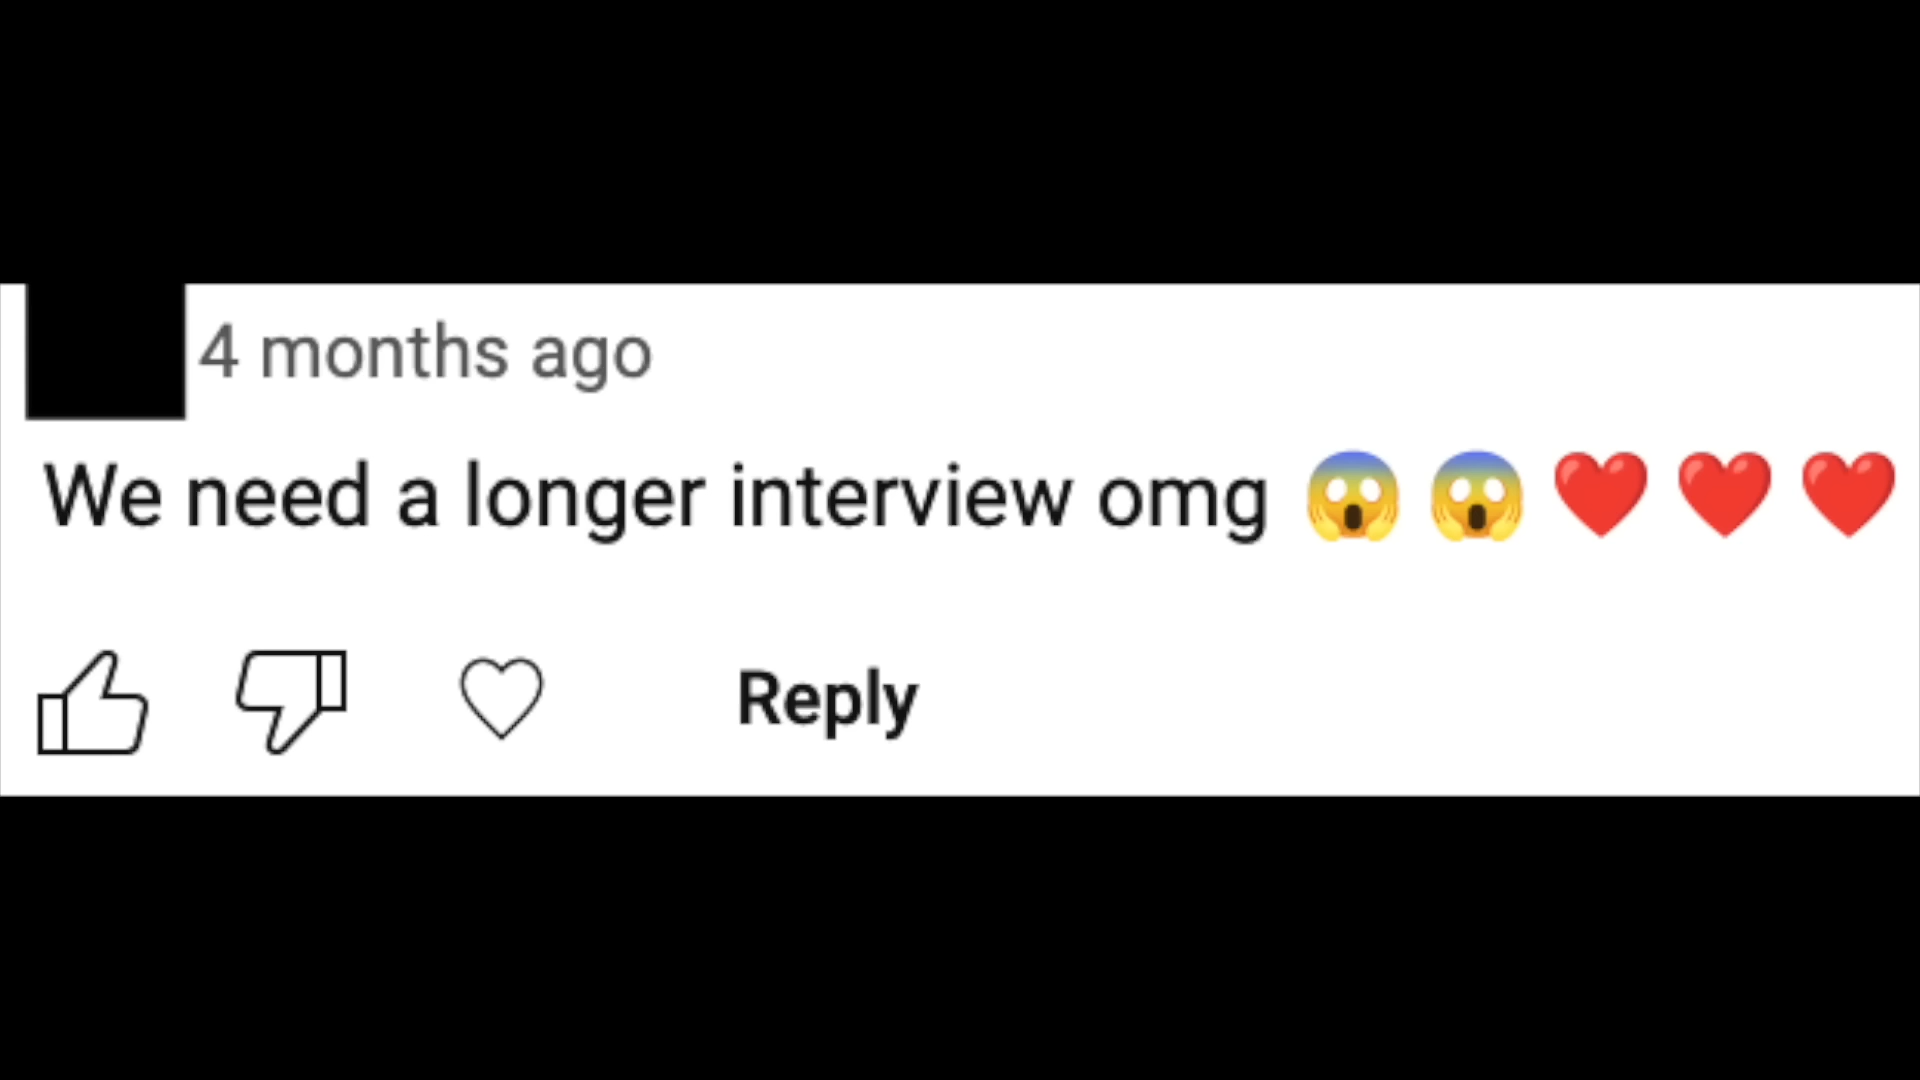 4 months ago
We need a longer interview omg 😱😱❤️❤️❤️
Reply